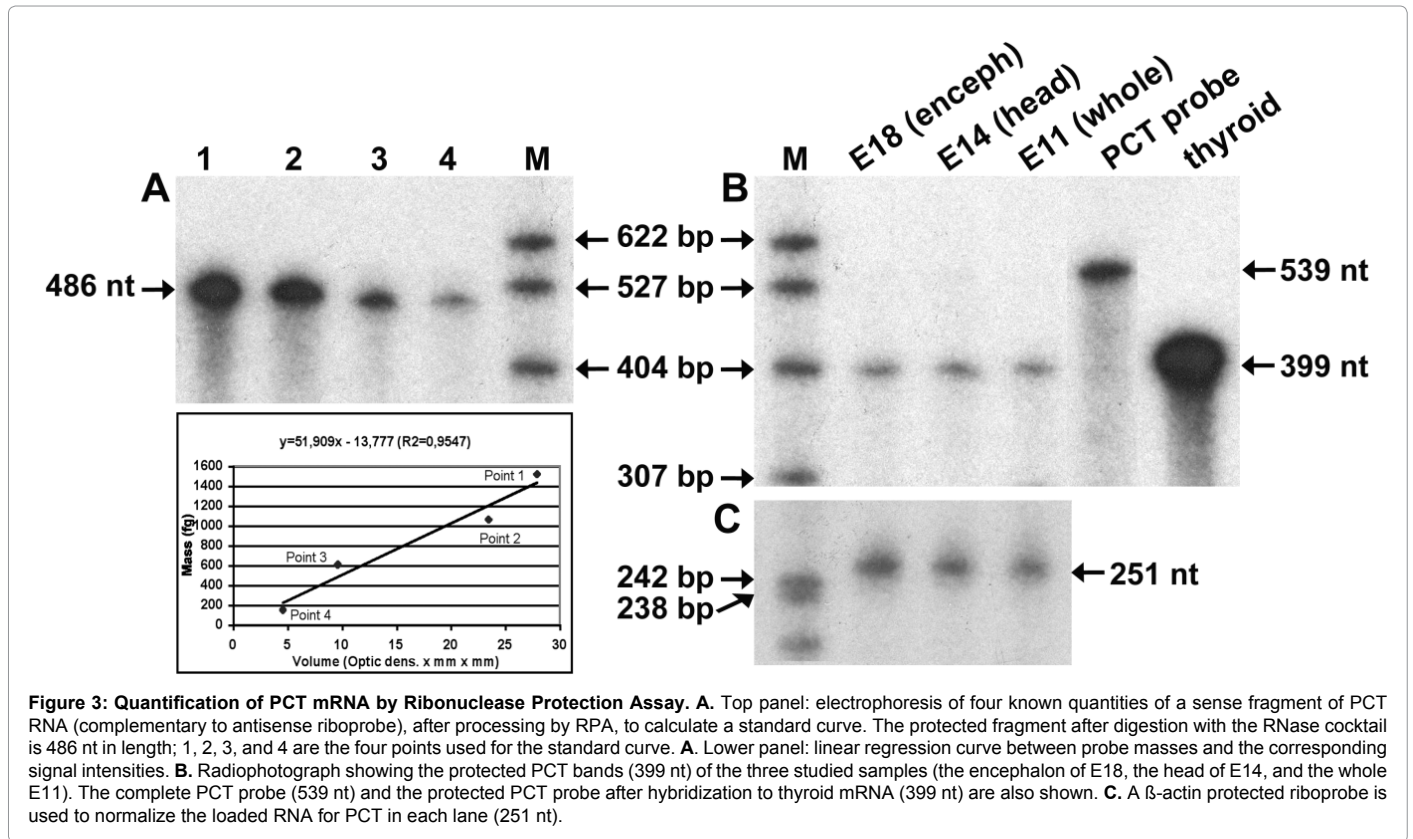 1 2 3 4 M
A
486 nt
622 bp
527 bp
404 bp
307 bp
M E18 (enceph) E14 (head) E11 (whole) PCT probe thyroid
B
539 nt
399 nt
y=51,909x - 13,777 (R2=0,9547)
Mass (fg)
1600
1400
1200
1000
800
600
400
200
0
Point 1
Point 2
Point 3
Point 4
0 5 10 15 20 25 30
Volume (Optic dens. x mm x mm)
C
242 bp
238 bp
251 nt
Figure 3: Quantification of PCT mRNA by Ribonuclease Protection Assay. A. Top panel: electrophoresis of four known quantities of a sense fragment of PCT
RNA (complementary to antisense riboprobe), after processing by RPA, to calculate a standard curve. The protected fragment after digestion with the RNase cocktail
is 486 nt in length; 1, 2, 3, and 4 are the four points used for the standard curve. A. Lower panel: linear regression curve between probe masses and the corresponding
signal intensities. B. Radiophotograph showing the protected PCT bands (399 nt) of the three studied samples (the encephalon of E18, the head of E14, and the whole
E11). The complete PCT probe (539 nt) and the protected PCT probe after hybridization to thyroid mRNA (399 nt) are also shown. C. A ß-actin protected riboprobe is
used to normalize the loaded RNA for PCT in each lane (251 nt).